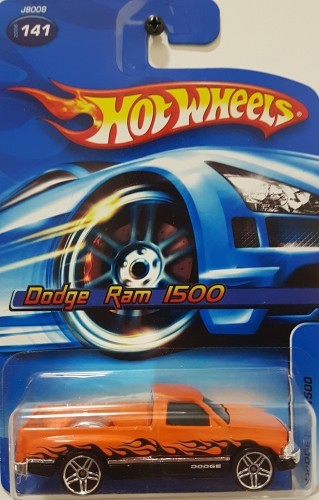 J8008
141
HOT WHEELS
Dodge Ram 1500
DODGE